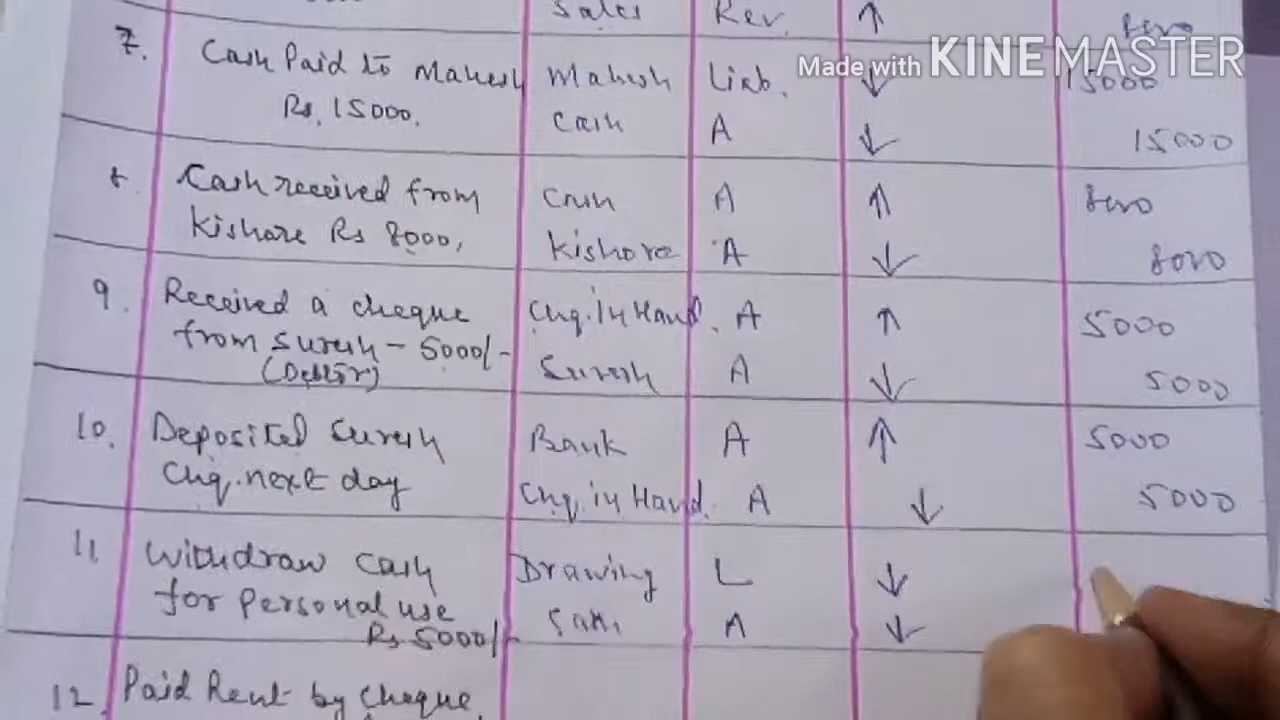 Sales Rev. ↑ 8000
Made with KINEMASTER
7. Cash Paid to Mahesh Mahesh Liab. ↓ 15000
Rs. 15000. Cash A ↓ 15000
8. Cash received from Cash A ↑ 8000
Kishore Rs 8000, Kishore A ↓ 8000
9. Received a cheque Chq. in Hand. A ↑ 5000
from Suresh - 5000/- Suresh A ↓ 5000
(Debtor)
10. Deposited Suresh Bank A ↑ 5000
Chq. next day Chq. in Hand. A ↓ 5000
11 Withdraw Cash Drawing L ↓
for Personal use A ↓
Rs 5000/-
12. Paid Rent by Cheque